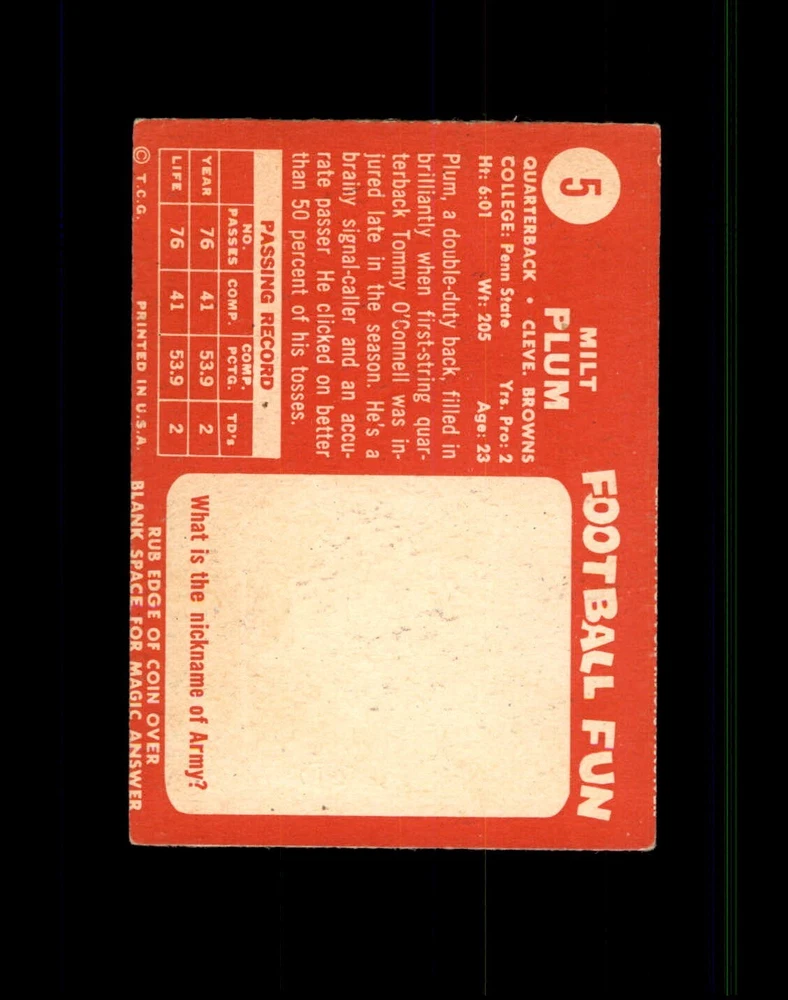 5
MILT
PLUM
QUARTERBACK • CLEVE. BROWNS
COLLEGE: Penn State Yrs. Pro: 2
Ht: 6:01 Wt: 205 Age: 23
Plum, a double-duty back, filled in
brilliantly when first-string quar-
terback Tommy O'Connell was in-
jured late in the season. He's a
brainy signal-caller and an accu-
rate passer. He clicked on better
than 50 percent of his tosses.
PASSING RECORD
NO. PASSES COMP. COMP. PCTG. TD's
YEAR 76 41 53.9 2
LIFE 76 41 53.9 2
© T.C.G. PRINTED IN U.S.A.
FOOTBALL FUN
What is the nickname of Army?
RUB EDGE OF COIN OVER
BLANK SPACE FOR MAGIC ANSWER